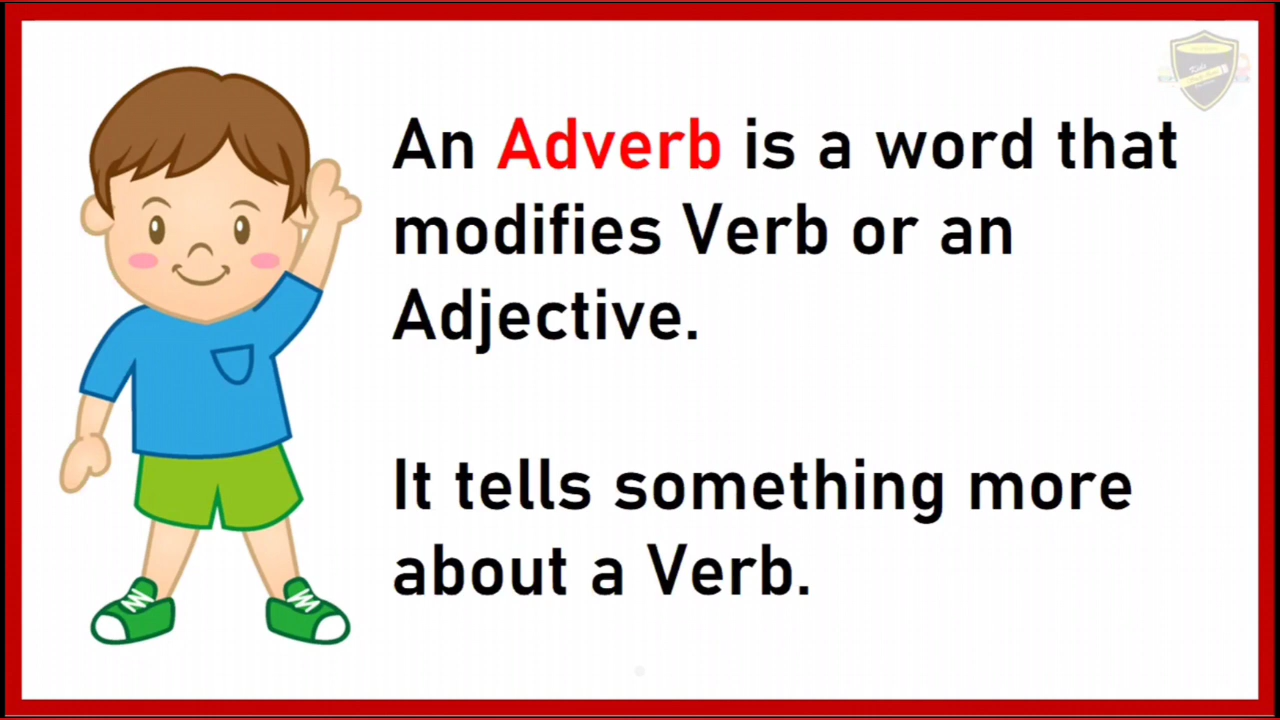 An Adverb is a word that
modifies Verb or an
Adjective.
It tells something more
about a Verb.